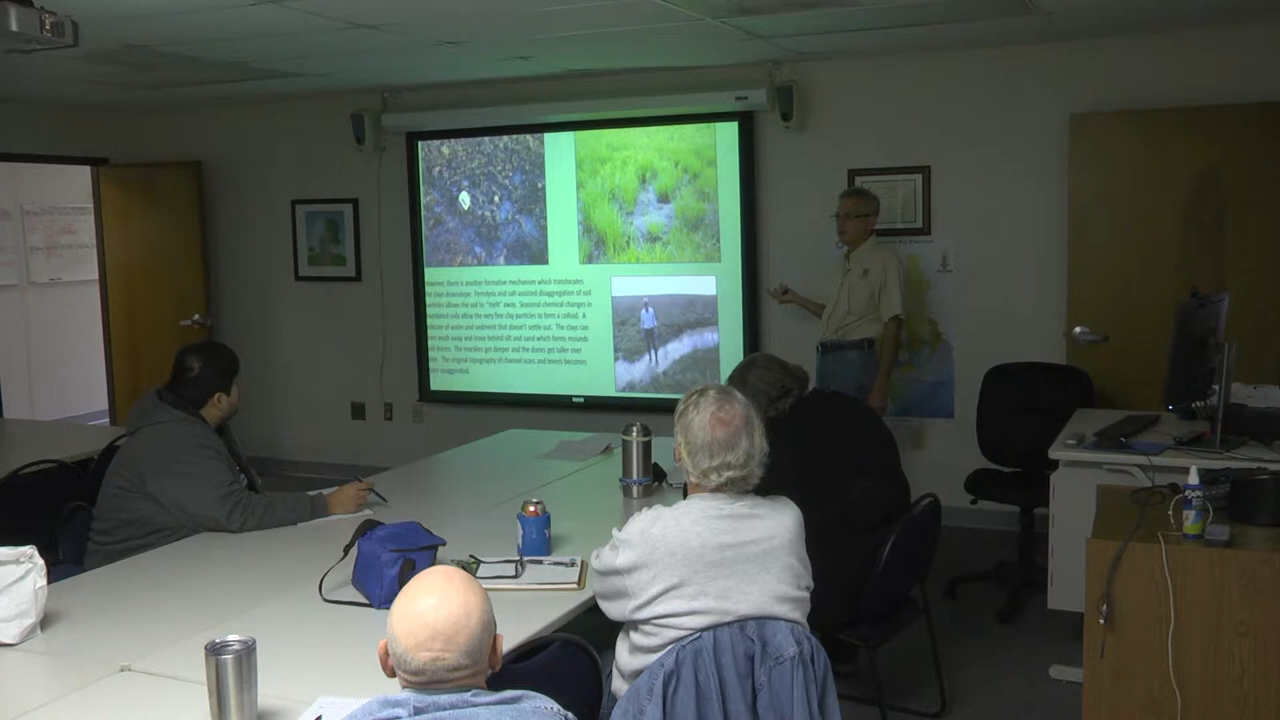 However, there is another formative mechanism which translocates
the clays downslope. Ferrolysis and salt-assisted disaggregation of soil
particles allows the soil to "melt" away. Seasonal chemical changes in
inundated soils allow the very fine clay particles to form a colloid. A
mixture of water and sediment that doesn't settle out. The clays can
then wash away and leave behind silt and sand which forms mounds
and dunes. The marshes get deeper and the dunes get taller over
time. The original topography of channel scars and levees becomes
more exaggerated.